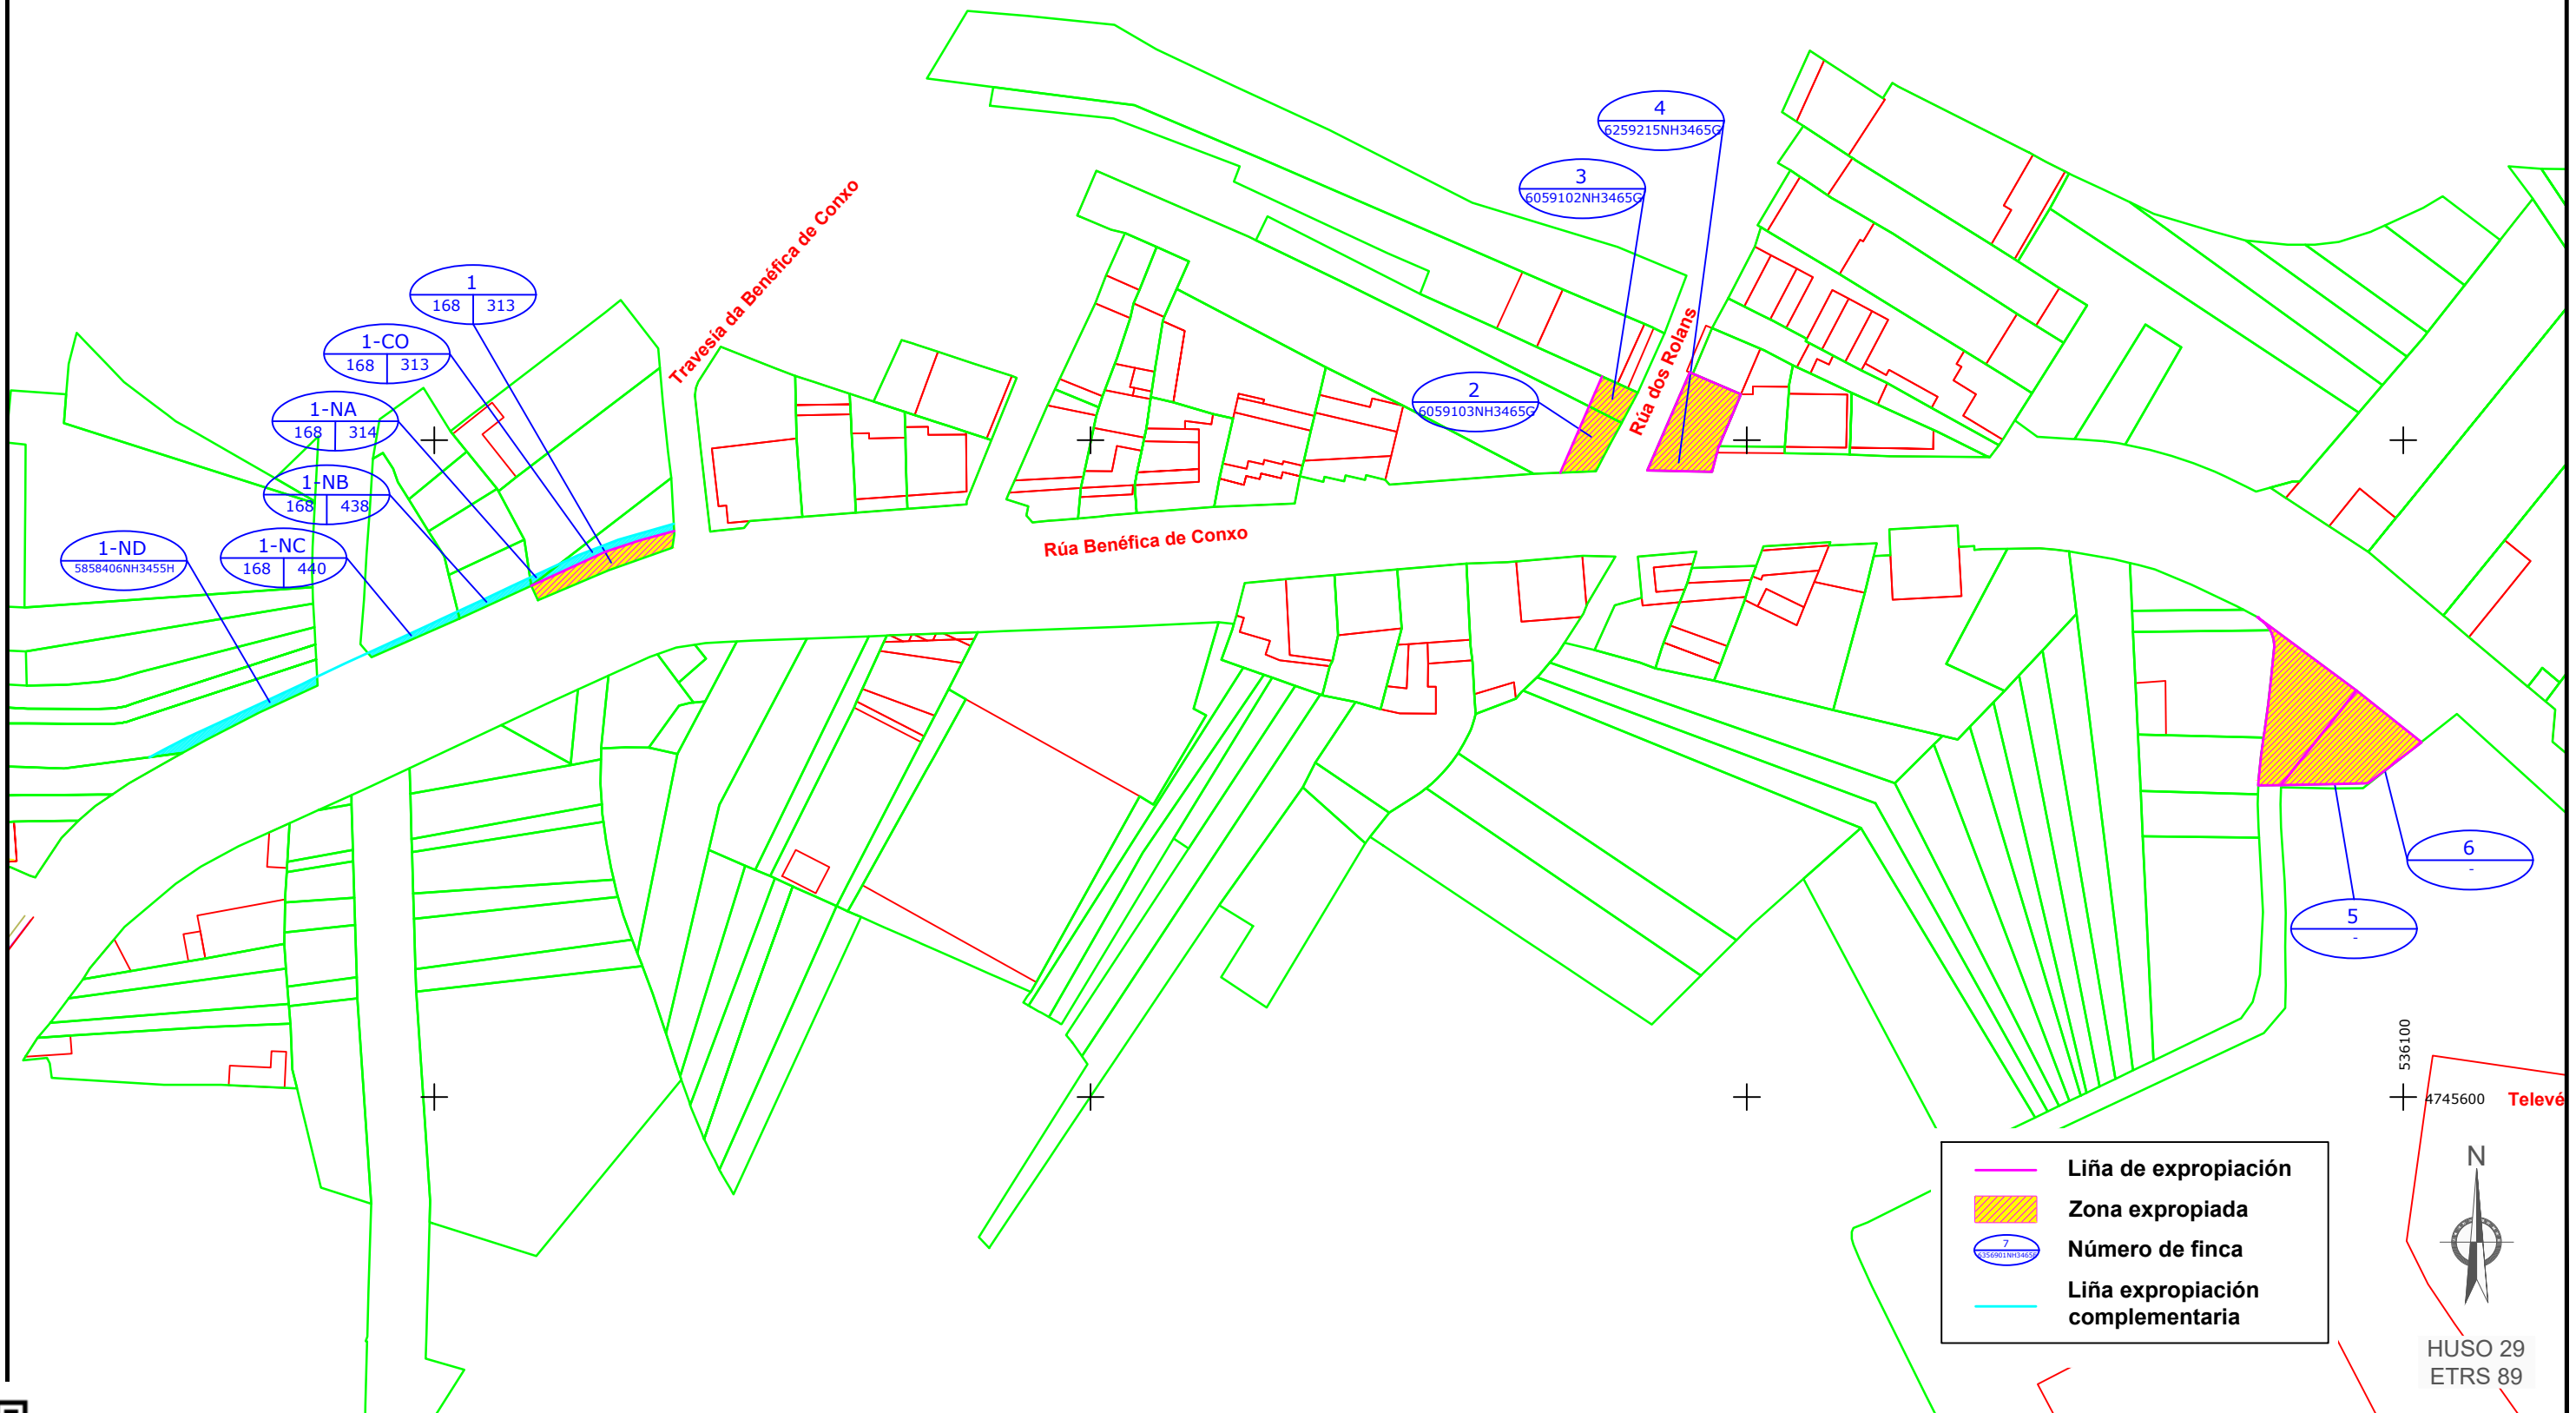 4
6259215NH3465G
3
6059102NH3465G
Travesía da Benéfica de Conxo
1
168 313
1-CO
168 313
Rúa dos Rolans
2
6059103NH3465G
1-NA
168 314
1-NB
168 438
1-ND
5858406NH3455H
1-NC
168 440
Rúa Benéfica de Conxo
6
-
5
-
536100
4745600
Televé
Liña de expropiación
Zona expropiada
7
Número de finca
Liña expropiación
complementaria
N
HUSO 29
ETRS 89